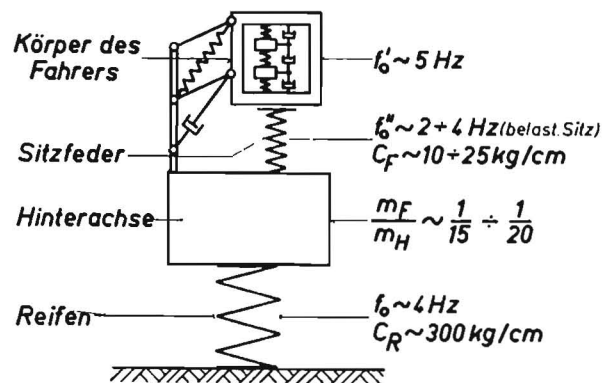 Körper des
Fahrers
f₀' ~ 5 Hz
Sitzfeder
f₀" ~ 2 ÷ 4 Hz (belast. Sitz)
C_F ~ 10 ÷ 25 kg/cm
Hinterachse
m_F/m_H ~ 1/15 ÷ 1/20
Reifen
f₀ ~ 4 Hz
C_R ~ 300 kg/cm